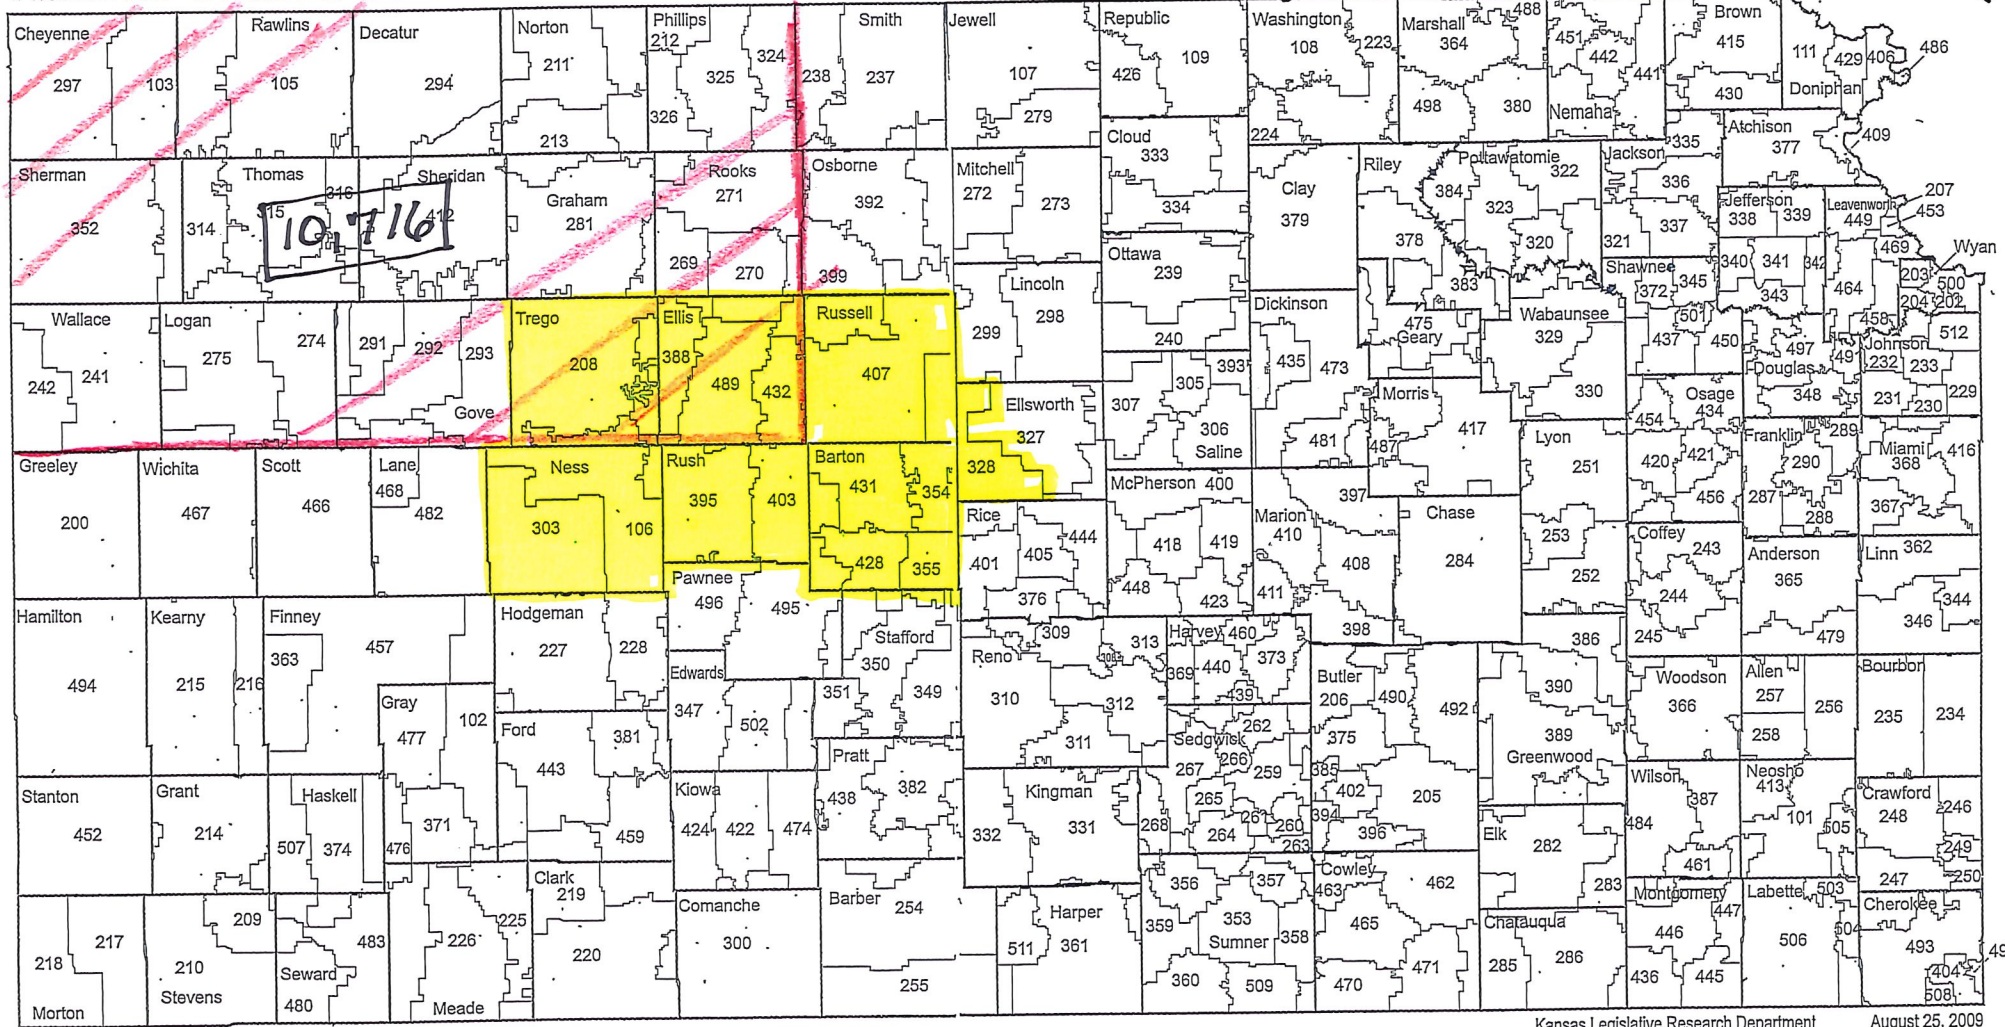 Cheyenne 297 103 Rawlins 105 Decatur 294 Norton 211 213 Phillips 212 325 324 326 Smith 238 237 Jewell 107 279 Republic 426 109 Washington 108 223 224 Marshall 364 488 498 380 Nemaha 451 442 441 Brown 415 430 Doniphan 111 429 406 486
Sherman 352 Thomas 314 315 316 Sheridan 412 Graham 281 Rooks 271 269 270 Osborne 392 399 Mitchell 272 273 Cloud 333 334 Clay 379 Riley 378 384 383 Pottawatomie 322 323 320 Jackson 335 336 337 321 Atchison 377 409 Jefferson 338 339 340 341 342 343 Leavenworth 449 207 453 469 464 458
10,716
Wallace 242 241 Logan 275 274 Gove 291 292 293 Trego 208 Ellis 388 489 432 Russell 407 Lincoln 299 298 Ottawa 239 240 Dickinson 435 473 481 Geary 475 Wabaunsee 329 330 Shawnee 372 345 437 501 450 Douglas 497 491 348 Wyan 203 500 204 202 Johnson 512 232 233 231 230 229
Greeley 200 Wichita 467 Scott 466 Lane 468 482 Ness 303 106 Rush 395 403 Barton 431 354 428 355 Ellsworth 327 328 Saline 307 305 393 306 Rice 401 405 444 376 McPherson 400 418 419 448 423 Marion 410 397 408 411 398 Morris 487 417 Chase 284 Lyon 251 253 252 Osage 454 434 420 421 456 Franklin 289 290 287 288 Miami 368 416 367
Hamilton 494 Kearny 215 216 Finney 363 457 Hodgeman 227 228 Pawnee 496 495 Edwards 347 502 Stafford 350 349 351 Reno 309 308 313 310 312 311 Harvey 460 369 440 373 439 Butler 206 490 492 375 385 402 205 394 396 Greenwood 386 390 389 Coffey 243 244 245 Anderson 365 479 Linn 362 344 346
Gray 477 102 371 476 Ford 443 381 459 Kiowa 424 422 474 Pratt 438 382 Kingman 332 331 Sedgwick 262 266 267 259 265 264 261 260 263 268 Woodson 366 Allen 257 256 258 Bourbon 235 234
Stanton 452 Grant 214 Haskell 507 374 Elk 282 283 Wilson 387 484 461 Neosho 413 101 505 Crawford 248 246 249 247 250
Morton 218 217 Stevens 209 210 Seward 483 480 Meade 226 225 Clark 219 220 Comanche 300 Barber 254 255 Harper 511 361 Sumner 356 357 359 353 358 360 509 Cowley 463 462 465 470 471 Chatauqua 285 286 Montgomery 447 446 436 445 Labette 503 506 504 Cherokee 493 404 508
Kansas Legislative Research Department August 25, 2009